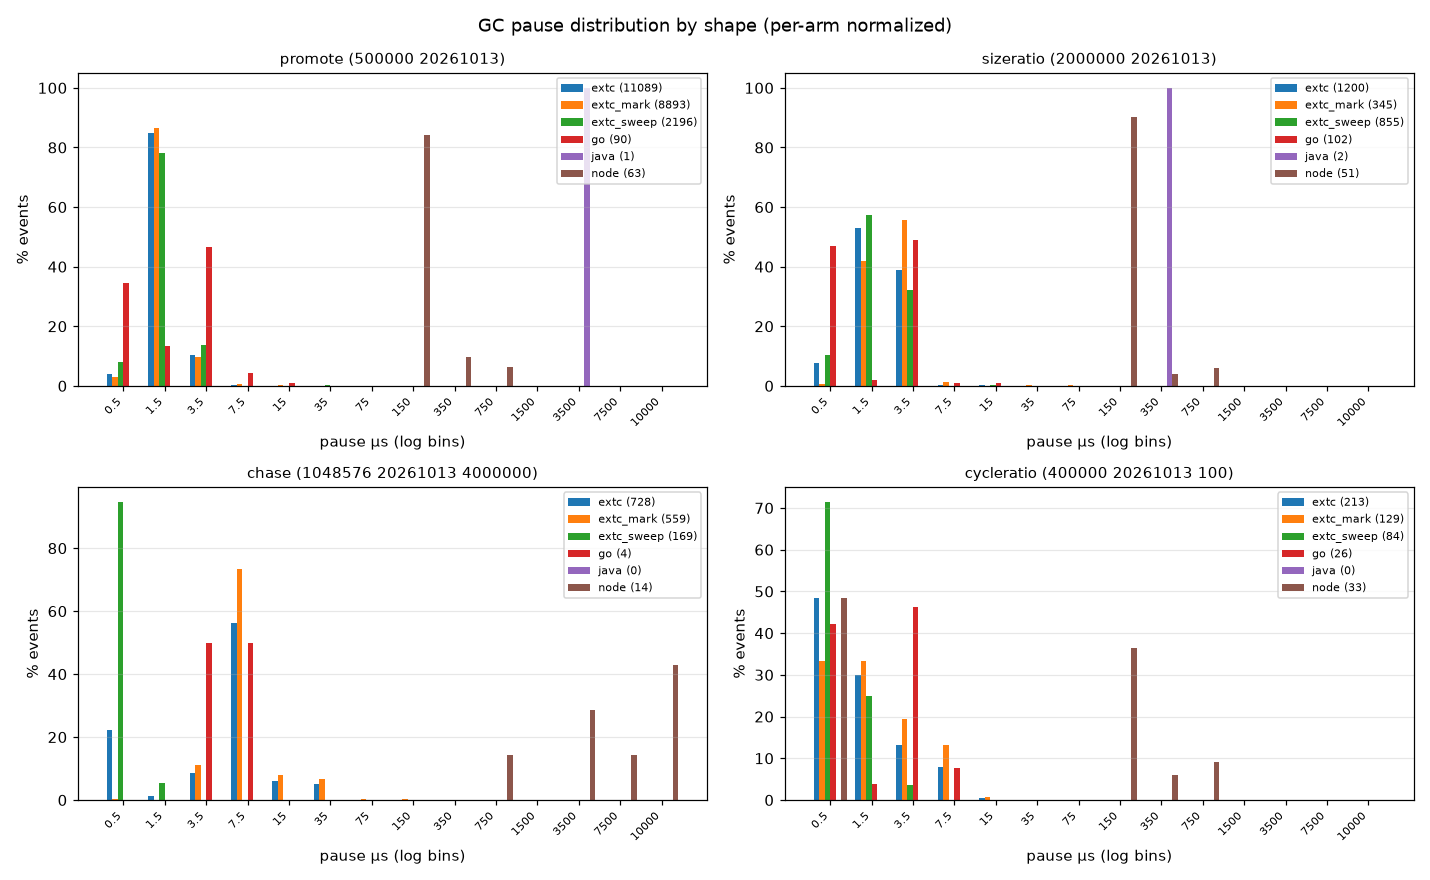 GC pause distribution by shape (per-arm normalized)
promote (500000 20261013)
% events
100
80
60
40
20
0
extc (11089)
extc_mark (8893)
extc_sweep (2196)
go (90)
java (1)
node (63)
0.5 1.5 3.5 7.5 15 35 75 150 350 750 1500 3500 7500 10000
pause µs (log bins)
sizeratio (2000000 20261013)
% events
100
80
60
40
20
0
extc (1200)
extc_mark (345)
extc_sweep (855)
go (102)
java (2)
node (51)
0.5 1.5 3.5 7.5 15 35 75 150 350 750 1500 3500 7500 10000
pause µs (log bins)
chase (1048576 20261013 4000000)
% events
80
60
40
20
0
extc (728)
extc_mark (559)
extc_sweep (169)
go (4)
java (0)
node (14)
0.5 1.5 3.5 7.5 15 35 75 150 350 750 1500 3500 7500 10000
pause µs (log bins)
cycleratio (400000 20261013 100)
% events
70
60
50
40
30
20
10
0
extc (213)
extc_mark (129)
extc_sweep (84)
go (26)
java (0)
node (33)
0.5 1.5 3.5 7.5 15 35 75 150 350 750 1500 3500 7500 10000
pause µs (log bins)